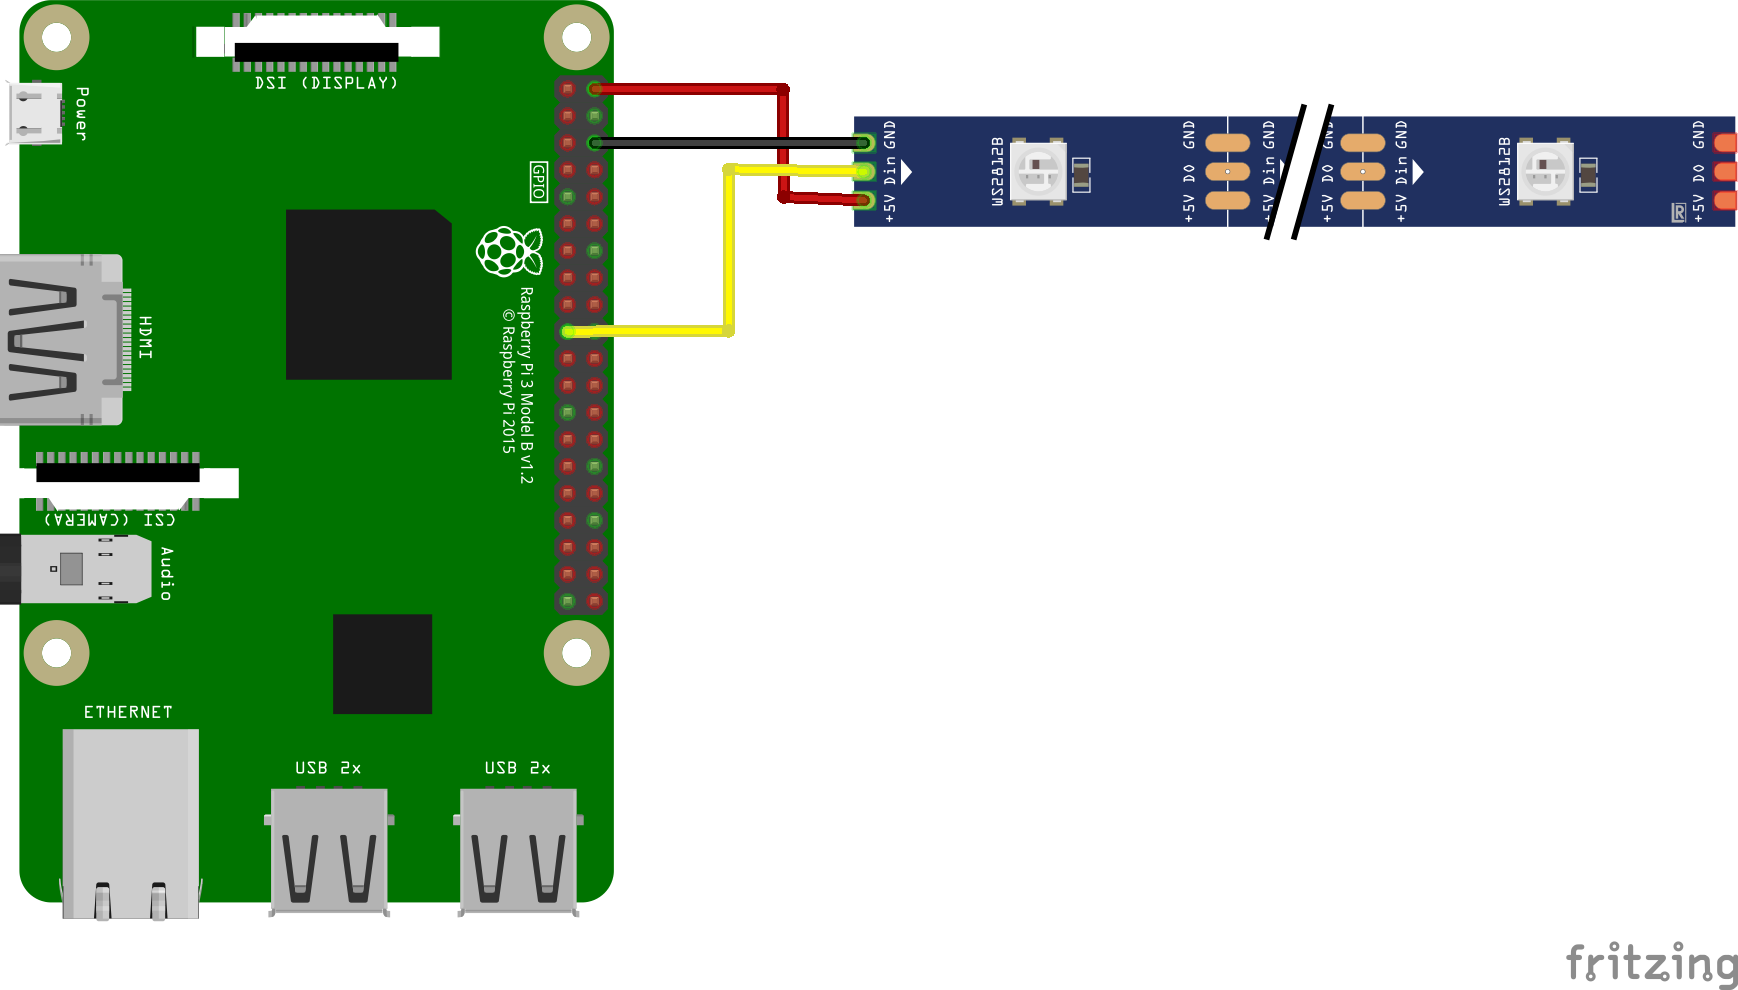 DSI (DISPLAY)
Power
GPIO
HDMI
Raspberry Pi 3 Model B v1.2
© Raspberry Pi 2015
CSI (CAMERA)
Audio
ETHERNET
USB 2x
USB 2x
+5V Din GND
WS2812B
+5V DO GND
+5V Din GND
+5V DO GND
+5V Din GND
WS2812B
+5V DO GND
R
fritzing